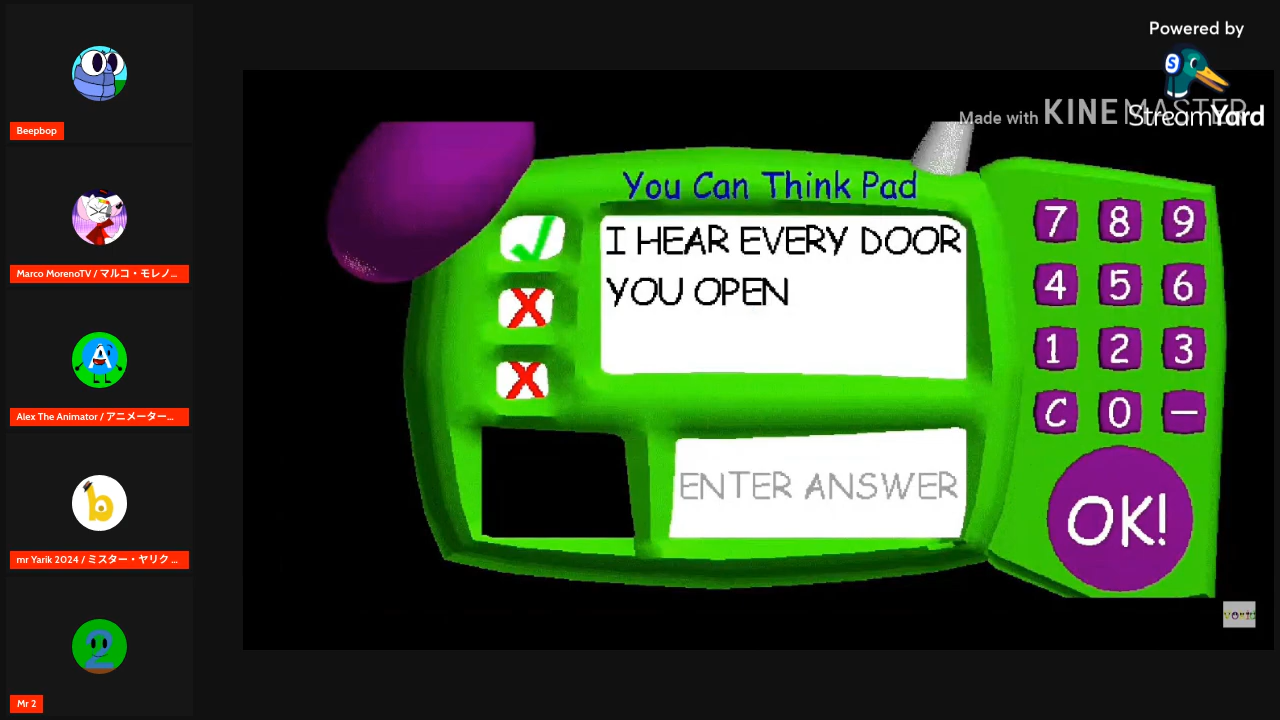 Powered by
StreamYard
Made with KINEMASTER
Beepbop
Marco MorenoTV / マルコ・モレノ...
Alex The Animator / アニメーター...
mr Yarik 2024 / ミスター・ヤリク ...
Mr 2
You Can Think Pad
I HEAR EVERY DOOR
YOU OPEN
ENTER ANSWER
7 8 9
4 5 6
1 2 3
C 0 −
OK!